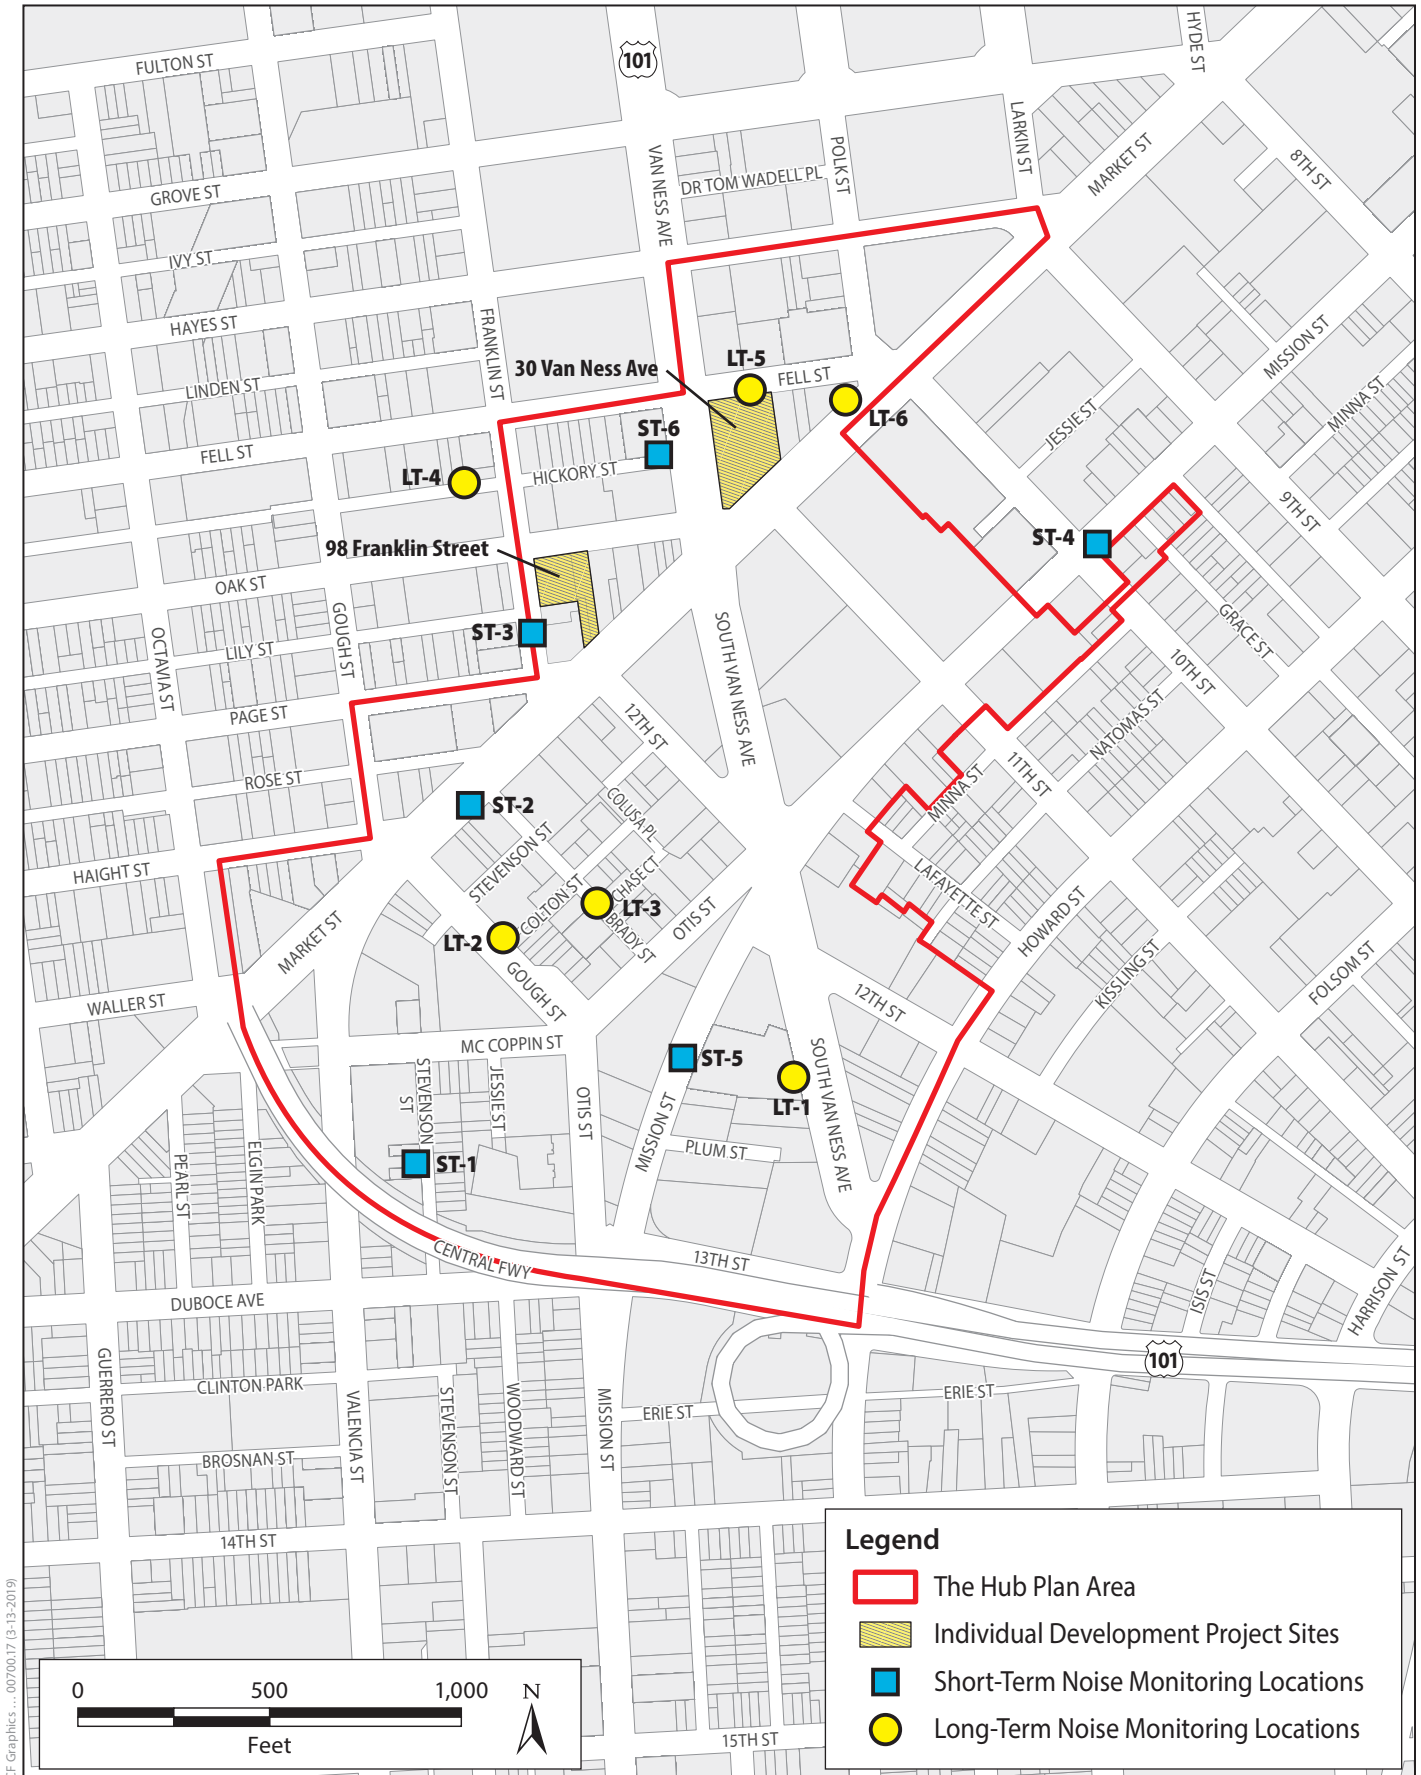 FULTON ST
101
HYDE ST
LARKIN ST
MARKET ST
8TH ST
POLK ST
VAN NESS AVE
DR TOM WADELL PL
GROVE ST
IVY ST
HAYES ST
FRANKLIN ST
LINDEN ST
30 Van Ness Ave
LT-5
FELL ST
LT-6
MISSION ST
MINNA ST
JESSIE ST
ST-6
HICKORY ST
FELL ST
LT-4
9TH ST
ST-4
98 Franklin Street
OAK ST
GOUGH ST
OCTAVIA ST
LILY ST
ST-3
GRACE ST
10TH ST
SOUTH VAN NESS AVE
NATOMAS ST
PAGE ST
12TH ST
ROSE ST
11TH ST
MINNA ST
ST-2
COLUSA PL
STEVENSON ST
HAIGHT ST
CHASE CT
COLTON ST
LT-3
BRADY ST
OTIS ST
LAFAYETTE ST
HOWARD ST
KISSLING ST
FOLSOM ST
MARKET ST
LT-2
GOUGH ST
12TH ST
WALLER ST
MC COPPIN ST
ST-5
SOUTH VAN NESS AVE
LT-1
STEVENSON
ST
JESSIE ST
OTIS ST
MISSION ST
PLUM ST
PEARL ST
ELGIN PARK
ST-1
CENTRAL FWY
13TH ST
DUBOCE AVE
ISIS ST
HARRISON ST
101
GUERRERO ST
CLINTON PARK
VALENCIA ST
STEVENSON ST
WOODWARD ST
MISSION ST
ERIE ST
ERIE ST
BROSNAN ST
14TH ST
15TH ST
Legend
The Hub Plan Area
Individual Development Project Sites
Short-Term Noise Monitoring Locations
Long-Term Noise Monitoring Locations
0 500 1,000
Feet
N
CF Graphics … 00700.17 (3-13-2019)